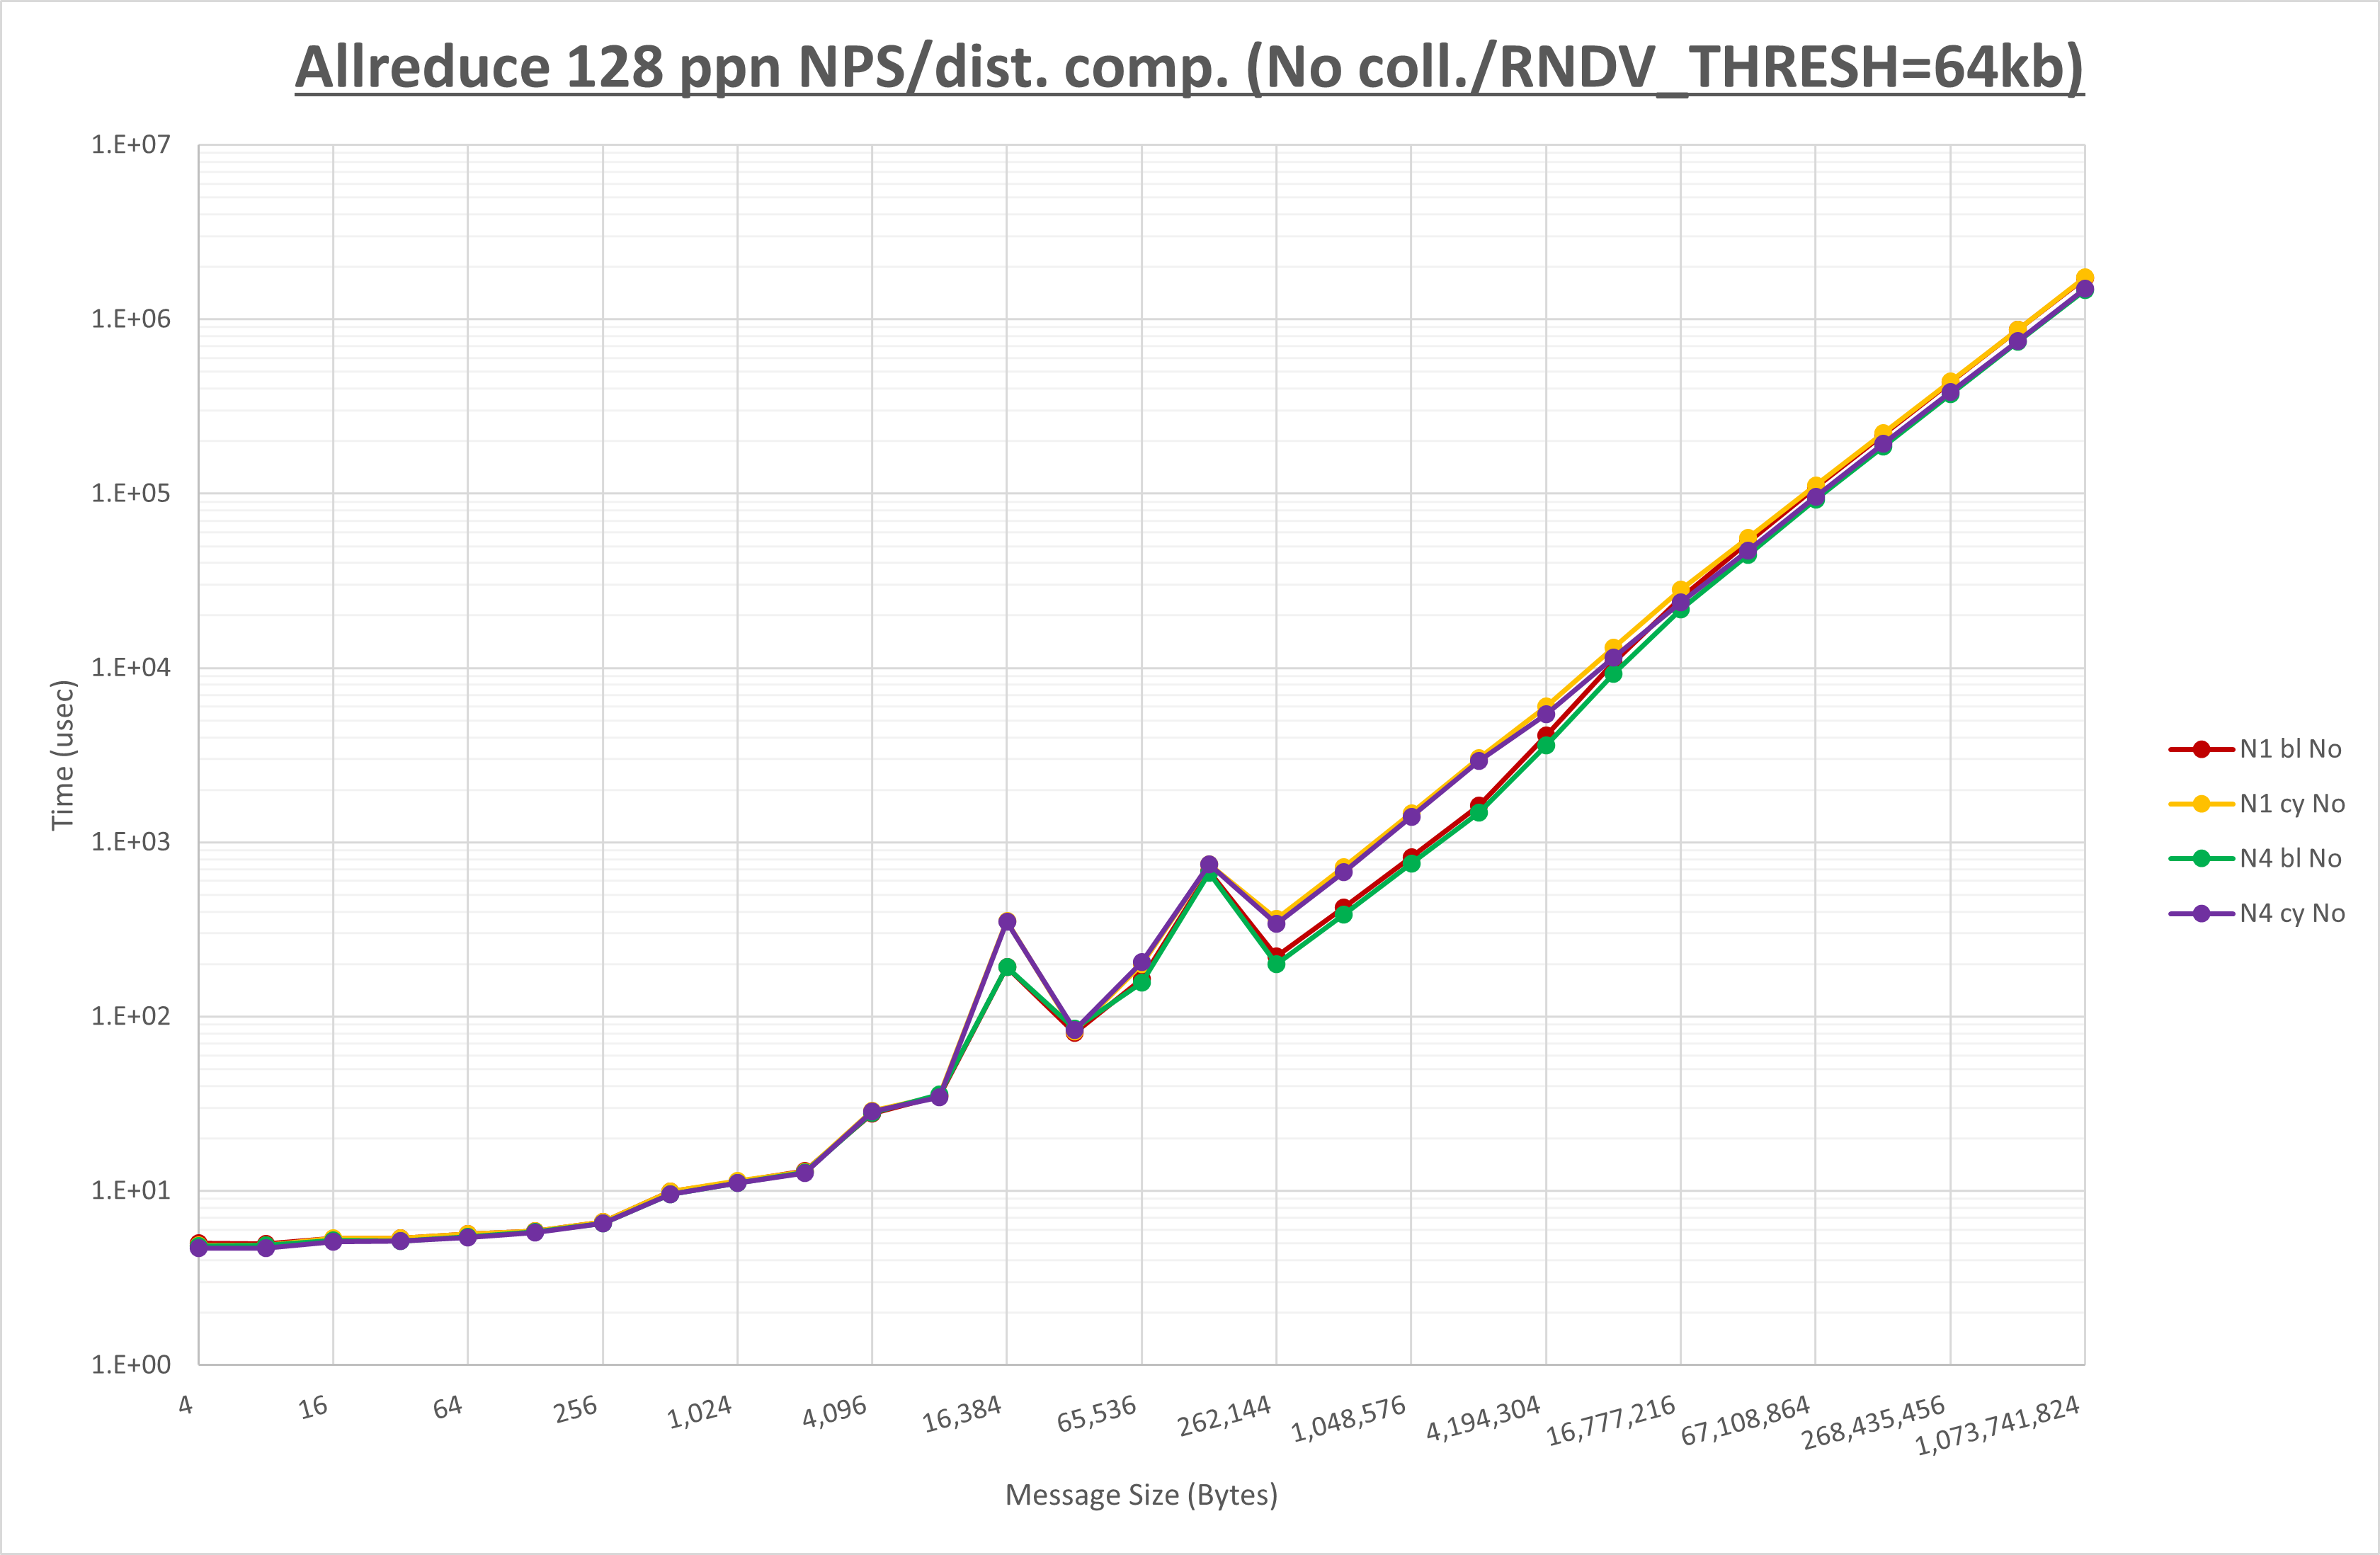 Allreduce 128 ppn NPS/dist. comp. (No coll./RNDV_THRESH=64kb)
1.E+07
1.E+06
1.E+05
1.E+04
1.E+03
1.E+02
1.E+01
1.E+00
Time (usec)
4
16
64
256
1,024
4,096
16,384
65,536
262,144
1,048,576
4,194,304
16,777,216
67,108,864
268,435,456
1,073,741,824
Message Size (Bytes)
N1 bl No
N1 cy No
N4 bl No
N4 cy No